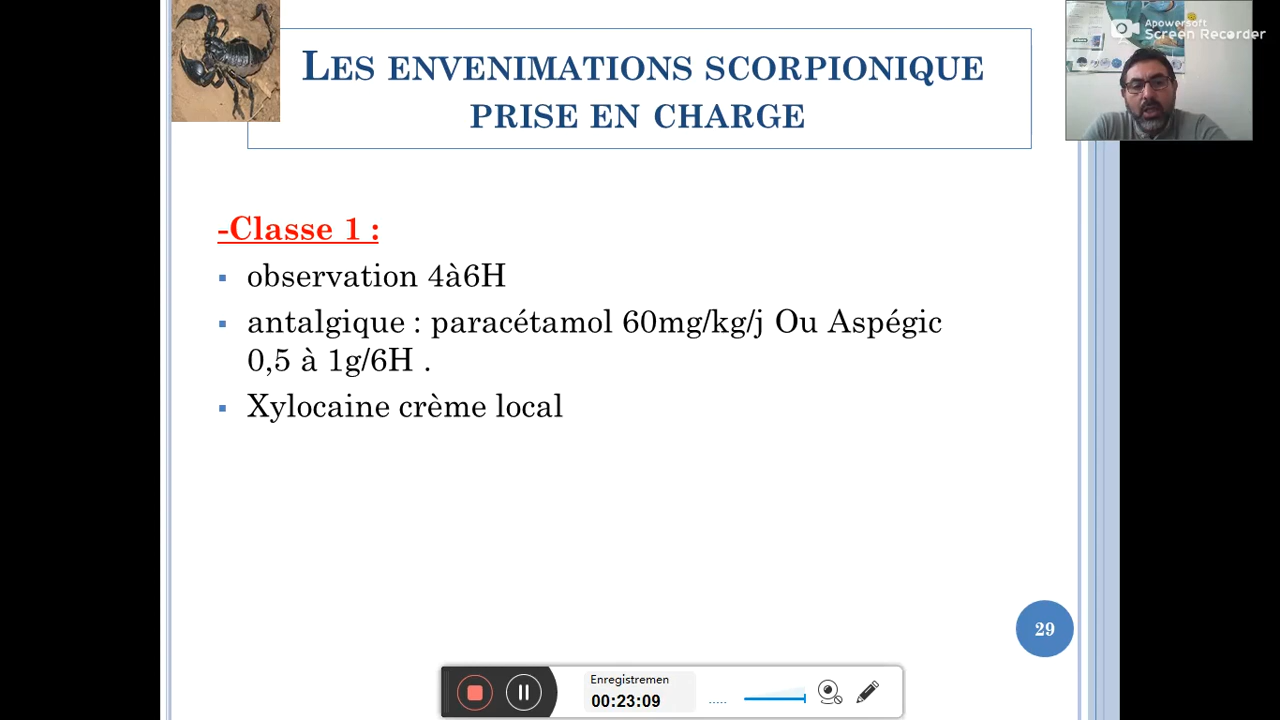 Apowersoft
Screen Recorder
LES ENVENIMATIONS SCORPIONIQUE
PRISE EN CHARGE
-Classe 1 :
▪ observation 4à6H
▪ antalgique : paracétamol 60mg/kg/j Ou Aspégic
0,5 à 1g/6H .
▪ Xylocaine crème local
29
Enregistremen
00:23:09